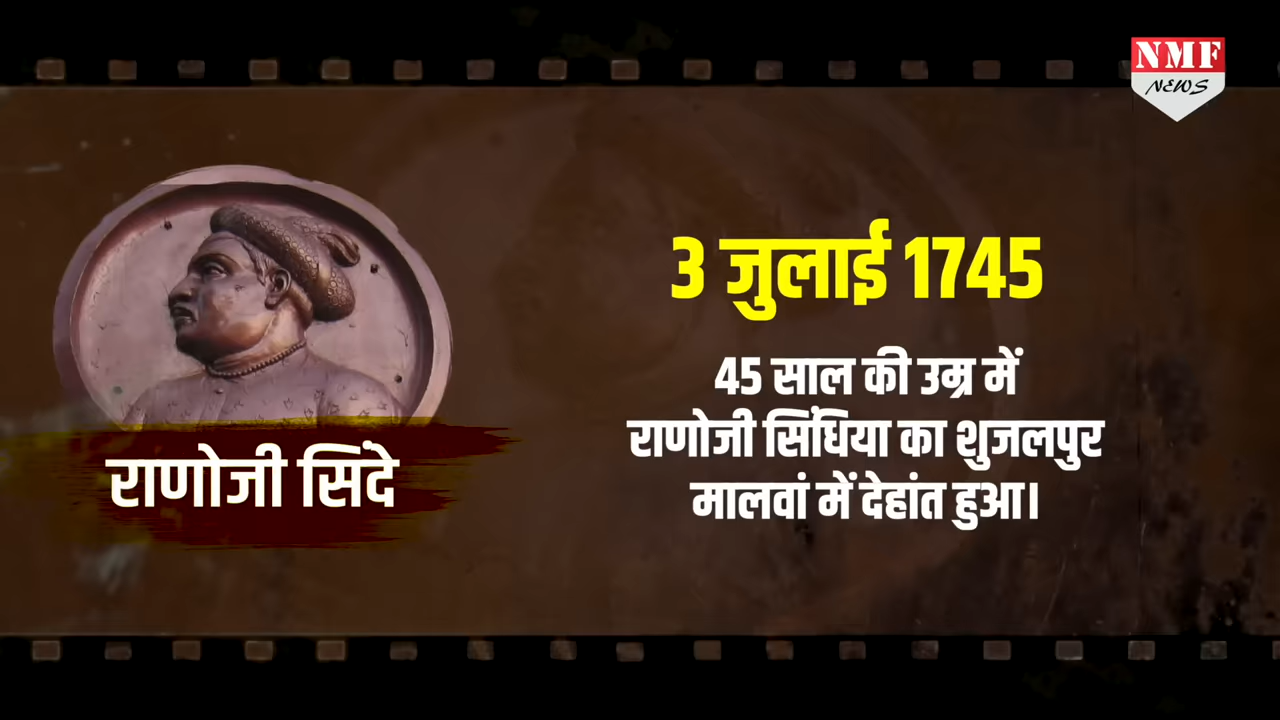 NMF
NEWS
3 जुलाई 1745
45 साल की उम्र में
राणोजी सिंधिया का शुजलपुर
मालवां में देहांत हुआ।
राणोजी सिंदे